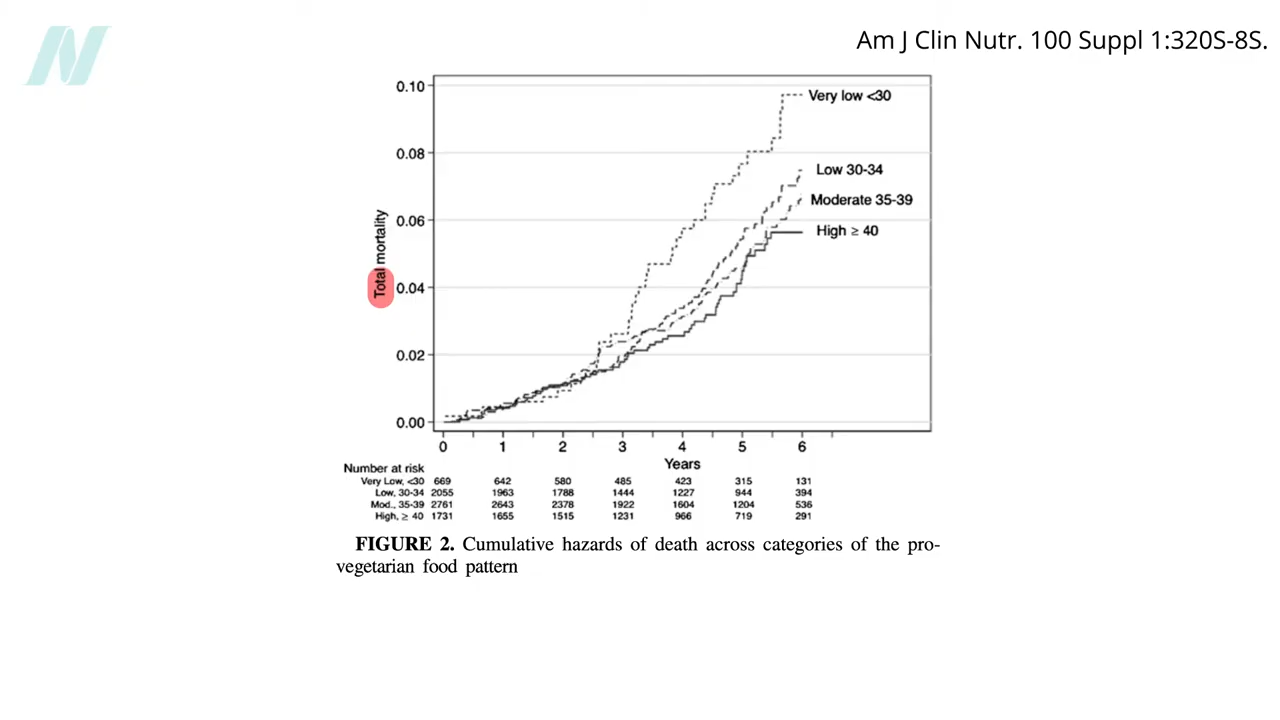 Am J Clin Nutr. 100 Suppl 1:320S-8S.
0.10
Very low <30
0.08
Low 30-34
Moderate 35-39
0.06
High ≥ 40
Total mortality
0.04
0.02
0.00
0 1 2 3 4 5 6
Years
Number at risk
Very Low, <30 669 642 580 485 423 315 131
Low, 30-34 2055 1963 1788 1444 1227 944 394
Mod., 35-39 2761 2643 2378 1922 1604 1204 536
High, ≥ 40 1731 1655 1515 1231 966 719 291
FIGURE 2. Cumulative hazards of death across categories of the pro-
vegetarian food pattern